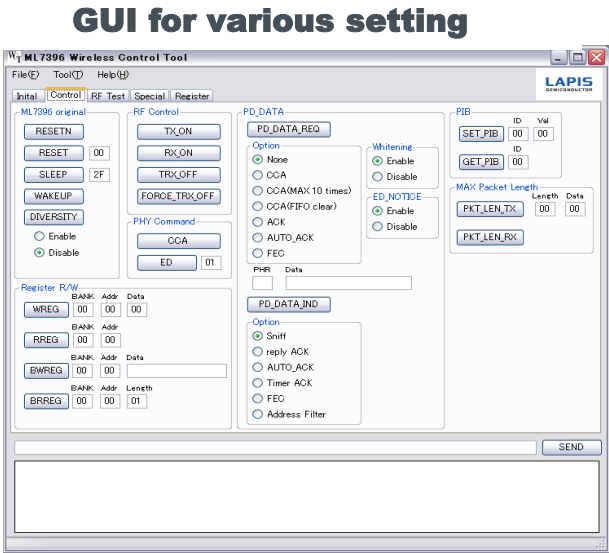 GUI for various setting
WT ML7396 Wireless Control Tool
File(F) Tool(T) Help(H)
LAPIS
SEMICONDUCTOR
Inital Control RF Test Special Register
ML7396 original
RESETN
RESET 00
SLEEP 2F
WAKEUP
DIVERSITY
Enable
Disable
RF Control
TX_ON
RX_ON
TRX_OFF
FORCE_TRX_OFF
PHY Command
CCA
ED 01
Register R/W
BANK Addr Data
WREG 00 00 00
BANK Addr
RREG 00 00
BANK Addr Data
BWREG 00 00
BANK Addr Length
BRREG 00 00 01
PD_DATA
PD_DATA_REQ
Option
None
CCA
CCA(MAX 10 times)
CCA(FIFO clear)
ACK
AUTO_ACK
FEC
Whitening
Enable
Disable
ED_NOTICE
Enable
Disable
PHR Data
PD_DATA_IND
Option
Sniff
reply ACK
AUTO_ACK
Timer ACK
FEC
Address Filter
PIB
ID Val
SET_PIB 00 00
ID
GET_PIB 00
MAX Packet Length
Length Data
PKT_LEN_TX 00 00
PKT_LEN_RX
SEND